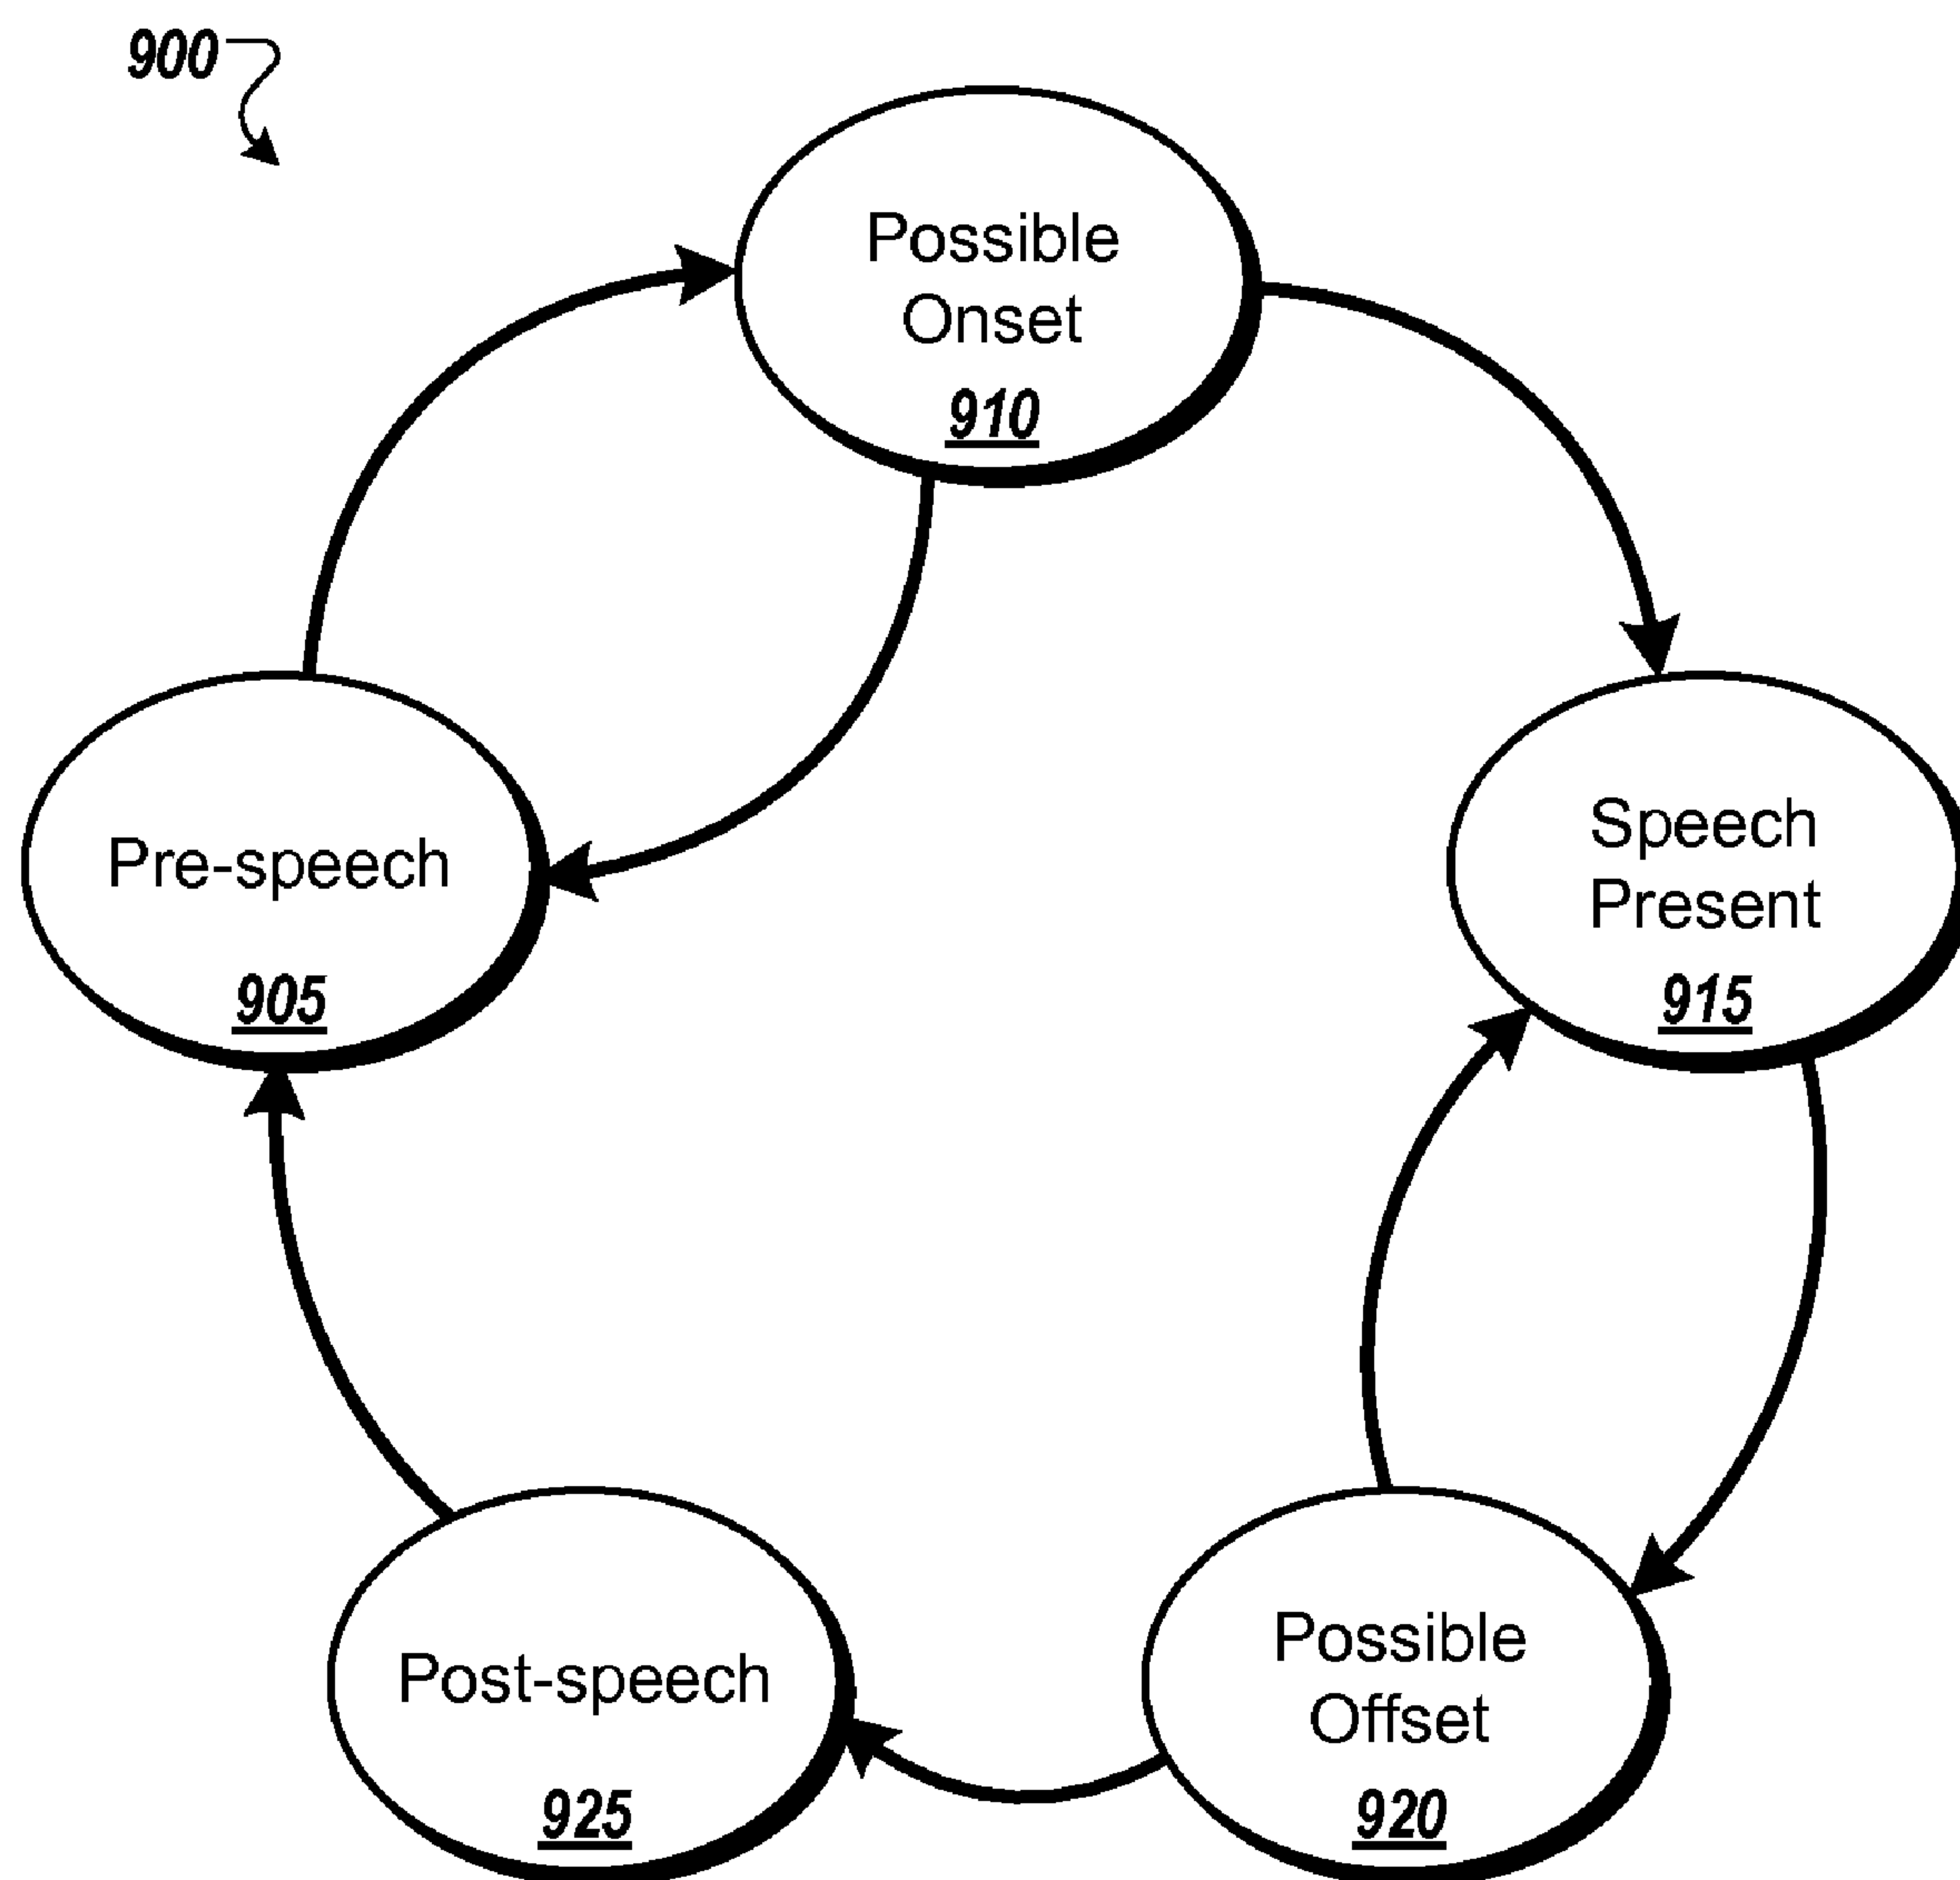 900
Possible
Onset
910
Pre-speech
905
Speech
Present
915
Post-speech
925
Possible
Offset
920